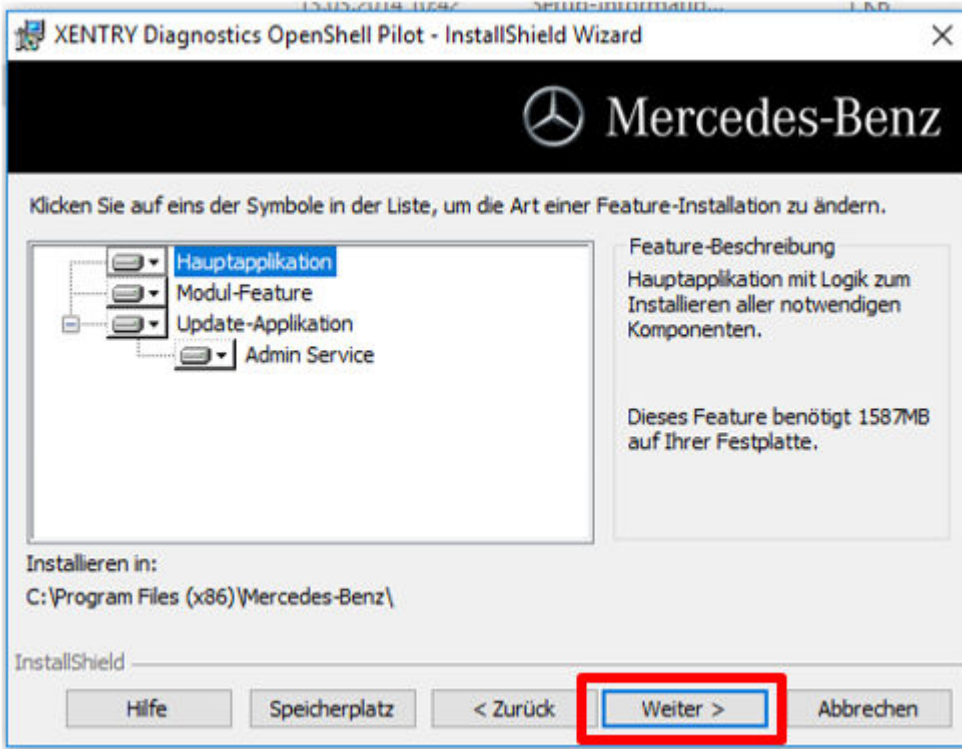 XENTRY Diagnostics OpenShell Pilot - InstallShield Wizard
Mercedes-Benz
Klicken Sie auf eins der Symbole in der Liste, um die Art einer Feature-Installation zu ändern.
Hauptapplikation
Modul-Feature
Update-Applikation
Admin Service
Feature-Beschreibung
Hauptapplikation mit Logik zum
Installieren aller notwendigen
Komponenten.
Dieses Feature benötigt 1587MB
auf Ihrer Festplatte.
Installieren in:
C:\Program Files (x86)\Mercedes-Benz\
InstallShield
Hilfe
Speicherplatz
< Zurück
Weiter >
Abbrechen